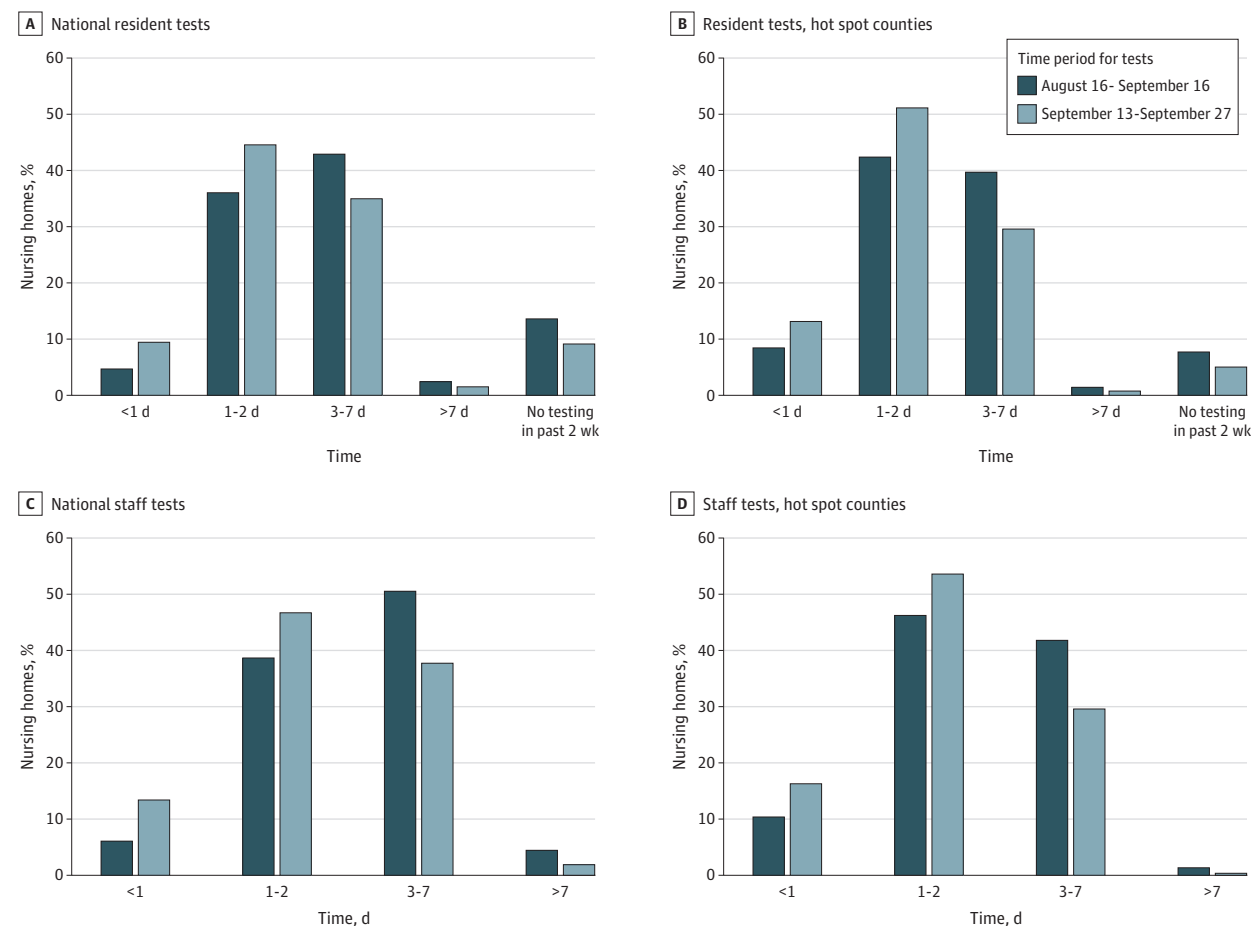 A National resident tests
60
50
40
30
20
10
0
Nursing homes, %
<1 d
1-2 d
3-7 d
>7 d
No testing
in past 2 wk
Time
B Resident tests, hot spot counties
Time period for tests
August 16- September 16
September 13-September 27
60
50
40
30
20
10
0
Nursing homes, %
<1 d
1-2 d
3-7 d
>7 d
No testing
in past 2 wk
Time
C National staff tests
60
50
40
30
20
10
0
Nursing homes, %
<1
1-2
3-7
>7
Time, d
D Staff tests, hot spot counties
60
50
40
30
20
10
0
Nursing homes, %
<1
1-2
3-7
>7
Time, d